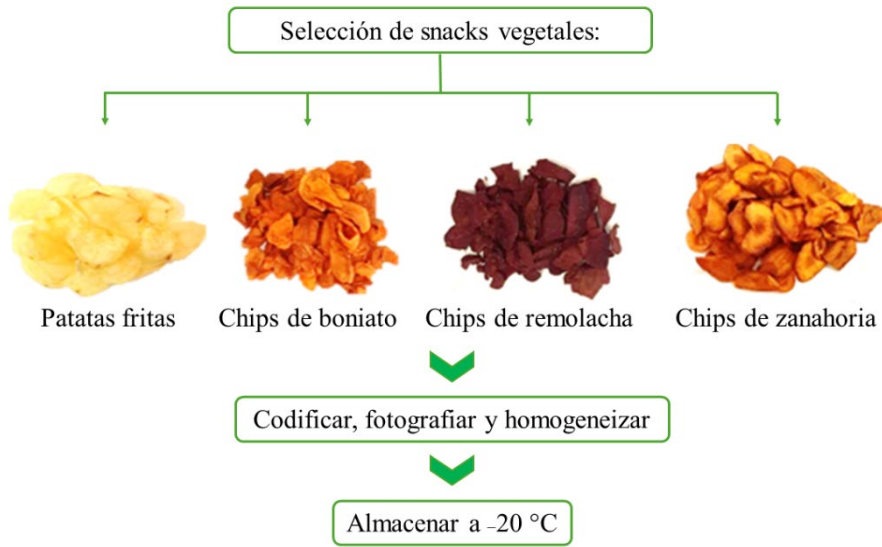 Selección de snacks vegetales:
Patatas fritas
Chips de boniato
Chips de remolacha
Chips de zanahoria
Codificar, fotografiar y homogeneizar
Almacenar a –20 °C